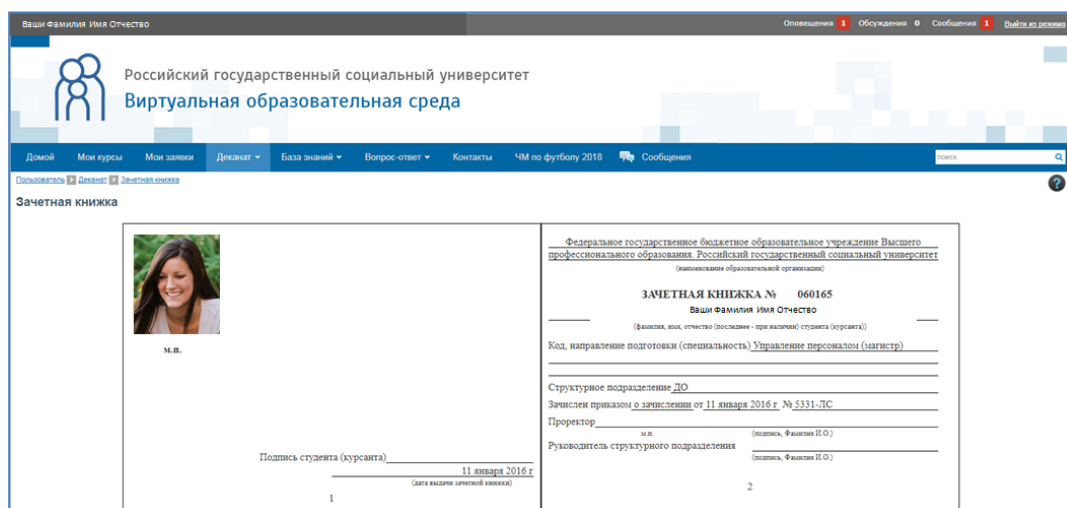 Ваши Фамилия Имя Отчество
Оповещения 1 Обсуждения 0 Сообщения 1 Выйти из режима
Российский государственный социальный университет
Виртуальная образовательная среда
Домой Мои курсы Мои заявки Деканат База знаний Вопрос-ответ Контакты ЧМ по футболу 2018 Сообщения поиск
Пользователь Деканат Зачетная книжка
?
Зачетная книжка
м.п.
Подпись студента (курсанта)
11 января 2016 г
(дата выдачи зачетной книжки)
1
Федеральное государственное бюджетное образовательное учреждение Высшего
профессионального образования. Российский государственный социальный университет
(наименование образовательной организации)
ЗАЧЕТНАЯ КНИЖКА № 060165
Ваши Фамилия Имя Отчество
(фамилия, имя, отчество (последнее - при наличии) студента (курсанта))
Код, направление подготовки (специальность) Управление персоналом (магистр)
Структурное подразделение ДО
Зачислен приказом о зачислении от 11 января 2016 г № 5331-ЛС
Проректор
м.п. (подпись, Фамилия И.О.)
Руководитель структурного подразделения
(подпись, Фамилия И.О.)
2